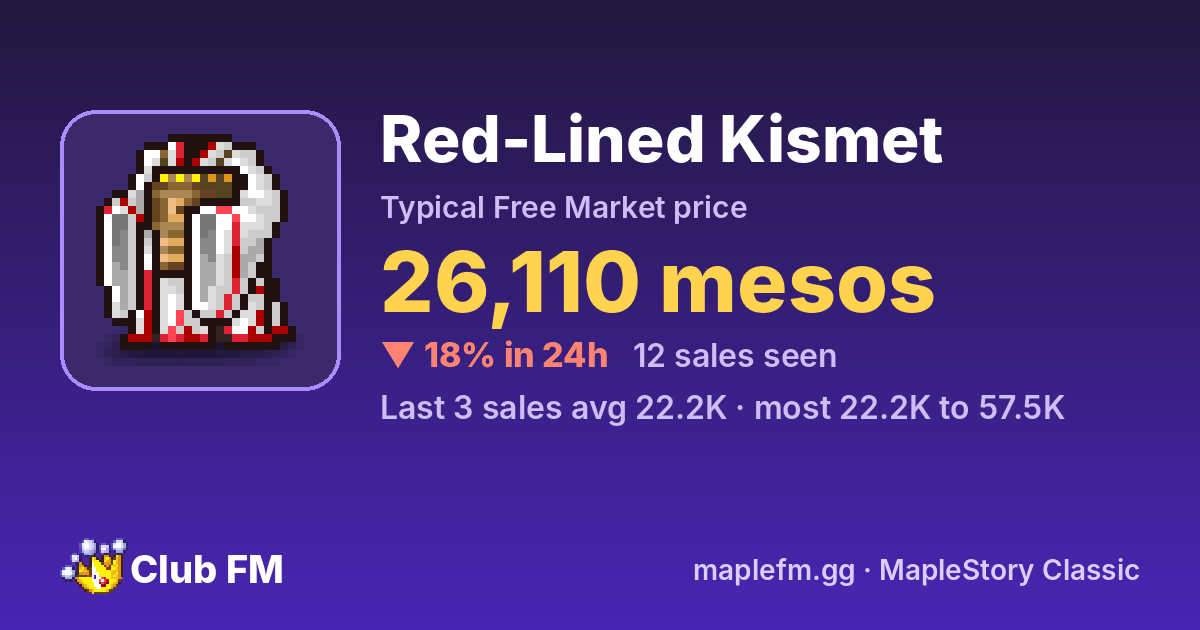 Red-Lined Kismet
Typical Free Market price
26,110 mesos
▼ 18% in 24h 12 sales seen
Last 3 sales avg 22.2K · most 22.2K to 57.5K
Club FM
maplefm.gg · MapleStory Classic